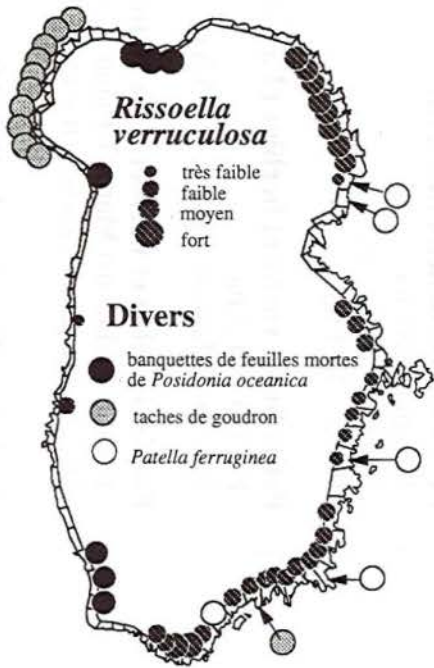 Rissoella
verruculosa
très faible
faible
moyen
fort
Divers
banquettes de feuilles mortes
de Posidonia oceanica
taches de goudron
Patella ferruginea